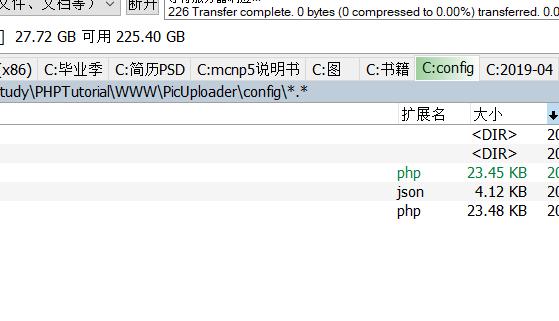 文件、文档等）
断开
226 Transfer complete. 0 bytes (0 compressed to 0.00%) transferred. 0.0
] 27.72 GB 可用 225.40 GB
(x86) C:毕业季 C:简历PSD C:mcnp5说明书 C:图 C:书籍 C:config C:2019-04
tudy\PHPTutorial\WWW\PicUploader\config\*.*
扩展名 大小
<DIR> 20
<DIR> 20
php 23.45 KB 20
json 4.12 KB 20
php 23.48 KB 20